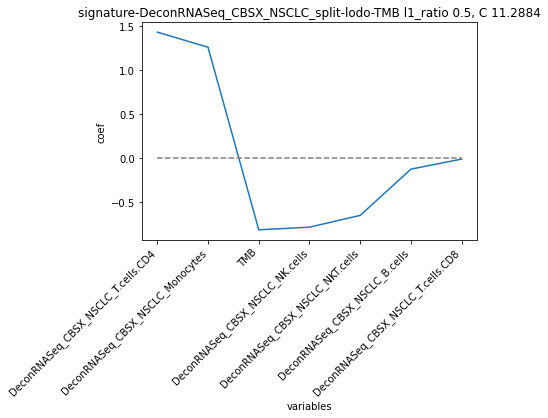 signature-DeconRNASeq_CBSX_NSCLC_split-lodo-TMB l1_ratio 0.5, C 11.2884
1.5
1.0
0.5
0.0
−0.5
coef
DeconRNASeq_CBSX_NSCLC_T.cells.CD4
DeconRNASeq_CBSX_NSCLC_Monocytes
TMB
DeconRNASeq_CBSX_NSCLC_NK.cells
DeconRNASeq_CBSX_NSCLC_NKT.cells
DeconRNASeq_CBSX_NSCLC_B.cells
DeconRNASeq_CBSX_NSCLC_T.cells.CD8
variables